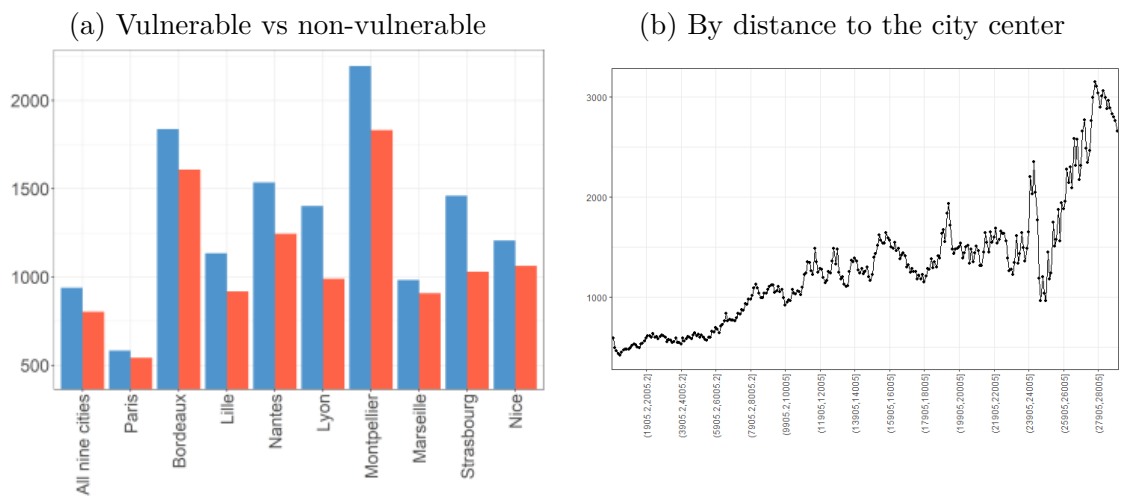 (a) Vulnerable vs non-vulnerable
2000
1500
1000
500
All nine cities
Paris
Bordeaux
Lille
Nantes
Lyon
Montpellier
Marseille
Strasbourg
Nice
(b) By distance to the city center
3000
2000
1000
(1905.2,2005.2]
(3905.2,4005.2]
(5905.2,6005.2]
(7905.2,8005.2]
(9905.2,10005]
(11905,12005]
(13905,14005]
(15905,16005]
(17905,18005]
(19905,20005]
(21905,22005]
(23905,24005]
(25905,26005]
(27905,28005]